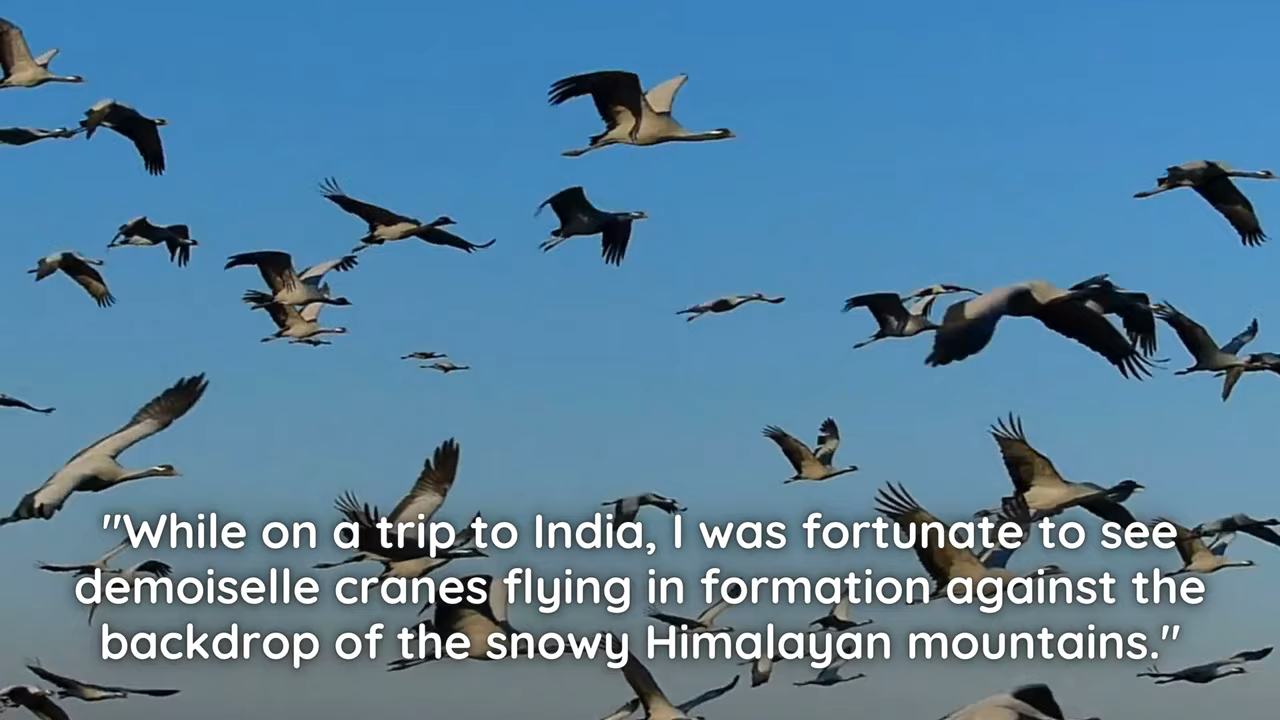 "While on a trip to India, I was fortunate to see
demoiselle cranes flying in formation against the
backdrop of the snowy Himalayan mountains."